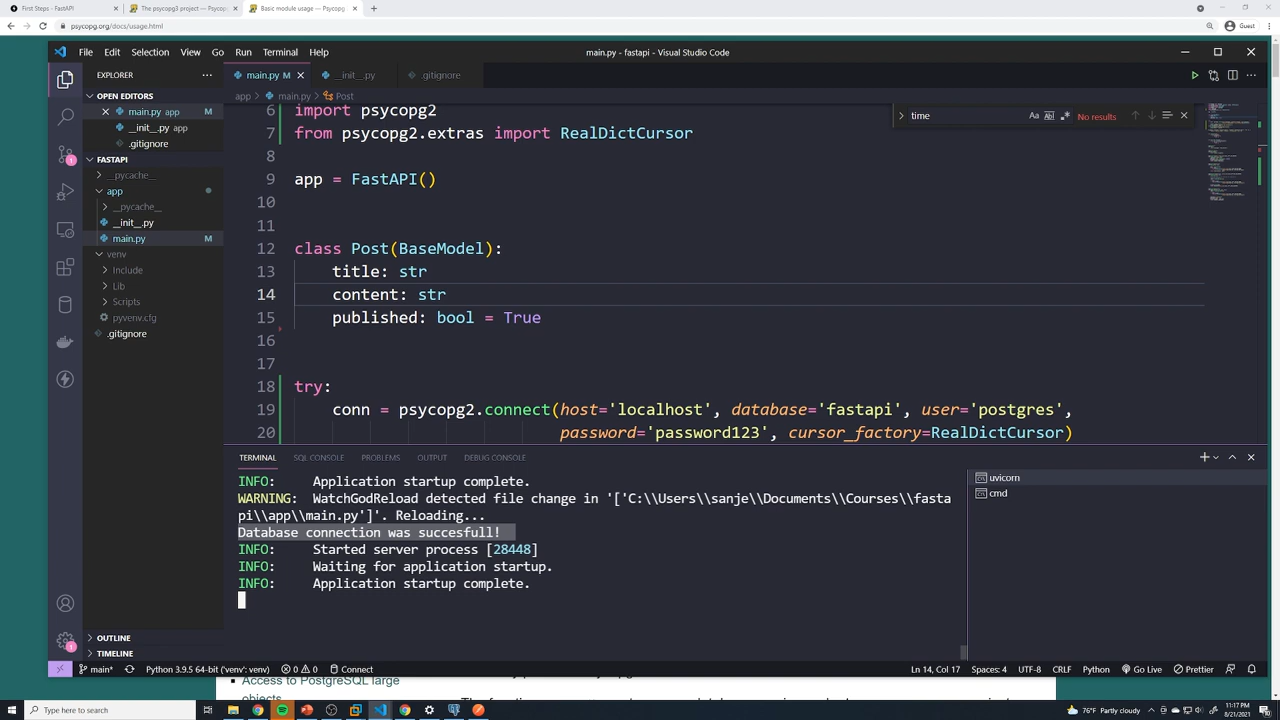 First Steps - FastAPI
The psycopg3 project — Psycop
Basic module usage — Psycopg
psycopg.org/docs/usage.html
Guest
File Edit Selection View Go Run Terminal Help
main.py - fastapi - Visual Studio Code
EXPLORER
OPEN EDITORS
main.py app M
__init__.py app
.gitignore
FASTAPI
__pycache__
app
__pycache__
__init__.py
main.py M
venv
Include
Lib
Scripts
pyvenv.cfg
.gitignore
OUTLINE
TIMELINE
main.py M
__init__.py
.gitignore
app > main.py > Post
time
Aa
No results
6 import psycopg2
7 from psycopg2.extras import RealDictCursor
8
9 app = FastAPI()
10
11
12 class Post(BaseModel):
13 title: str
14 content: str
15 published: bool = True
16
17
18 try:
19 conn = psycopg2.connect(host='localhost', database='fastapi', user='postgres',
20 password='password123', cursor_factory=RealDictCursor)
TERMINAL SQL CONSOLE PROBLEMS OUTPUT DEBUG CONSOLE
INFO: Application startup complete.
WARNING: WatchGodReload detected file change in '['C:\\Users\\sanje\\Documents\\Courses\\fasta
pi\\app\\main.py']'. Reloading...
Database connection was succesfull!
INFO: Started server process [28448]
INFO: Waiting for application startup.
INFO: Application startup complete.
uvicorn
cmd
main* Python 3.9.5 64-bit ('venv': venv) 0 0 Connect
Ln 14, Col 17 Spaces: 4 UTF-8 CRLF Python Go Live Prettier
Access to PostgreSQL large
objects
Type here to search
76°F Partly cloudy
11:17 PM
8/21/2021